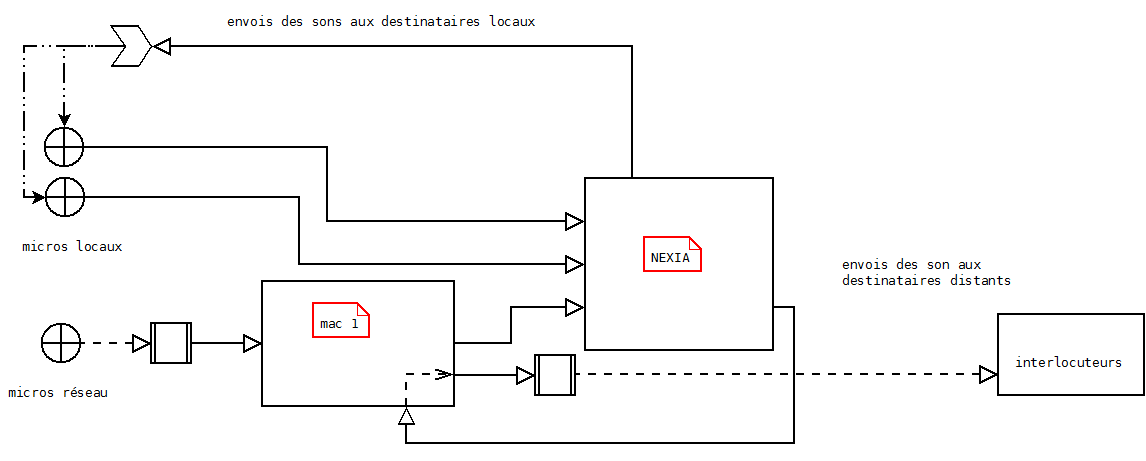 envois des sons aux destinataires locaux
micros locaux
NEXIA
envois des son aux
destinataires distants
mac 1
interlocuteurs
micros réseau